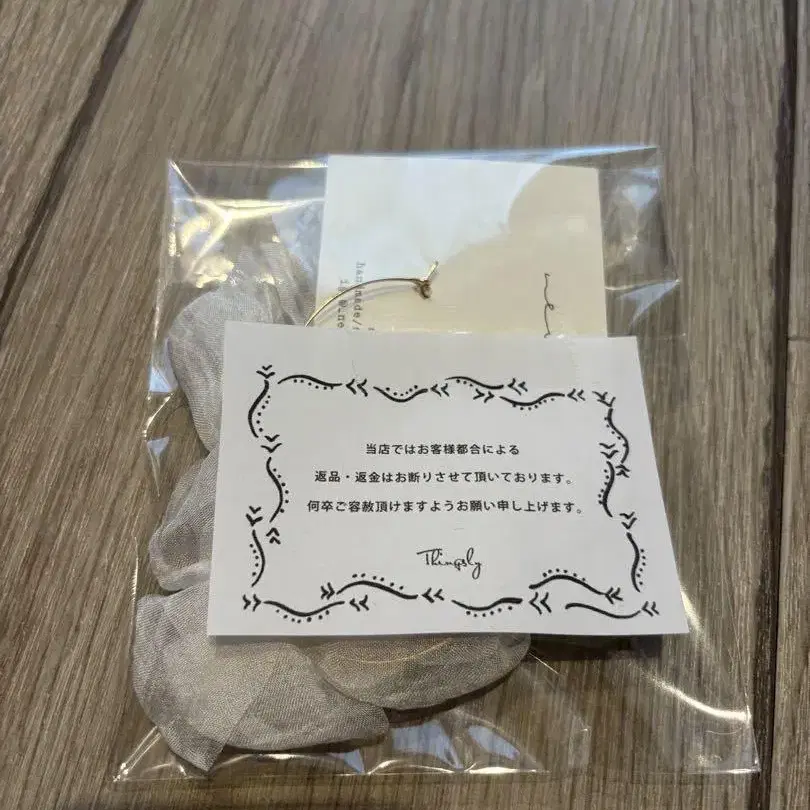 当店ではお客様都合による
返品・返金はお断りさせて頂いております。
何卒ご容赦頂けますようお願い申し上げます。
Thingsly